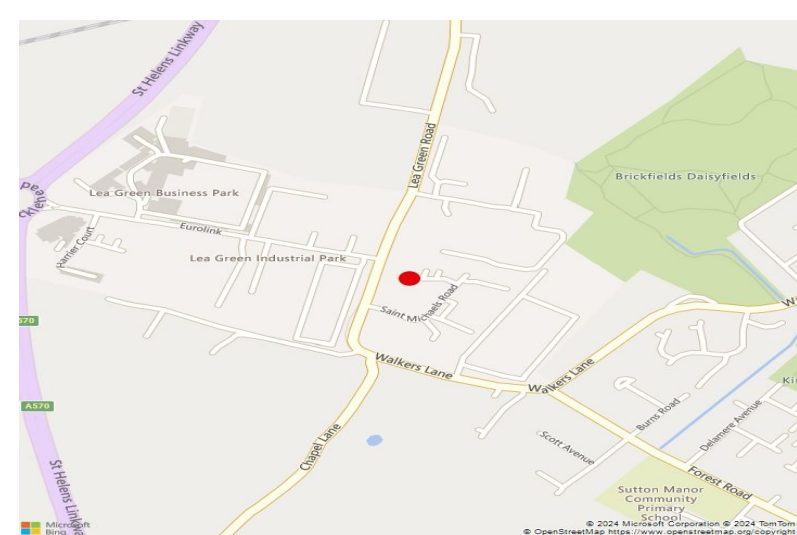 St Helens Linkway
Lea Green Road
Brickfields Daisyfields
Lea Green Business Park
Eurolink
Harrier Court
Lea Green Industrial Park
Saint Michaels Road
570
Walkers Lane
Walkers Lane
A570
Burns Road
Delamere Avenue
Chapel Lane
Scott Avenue
St Helens Linkway
Forest Road
Sutton Manor
Community
Primary
School
Microsoft
Bing
© 2024 Microsoft Corporation © 2024 TomTom
© OpenStreetMap https://www.openstreetmap.org/copyright